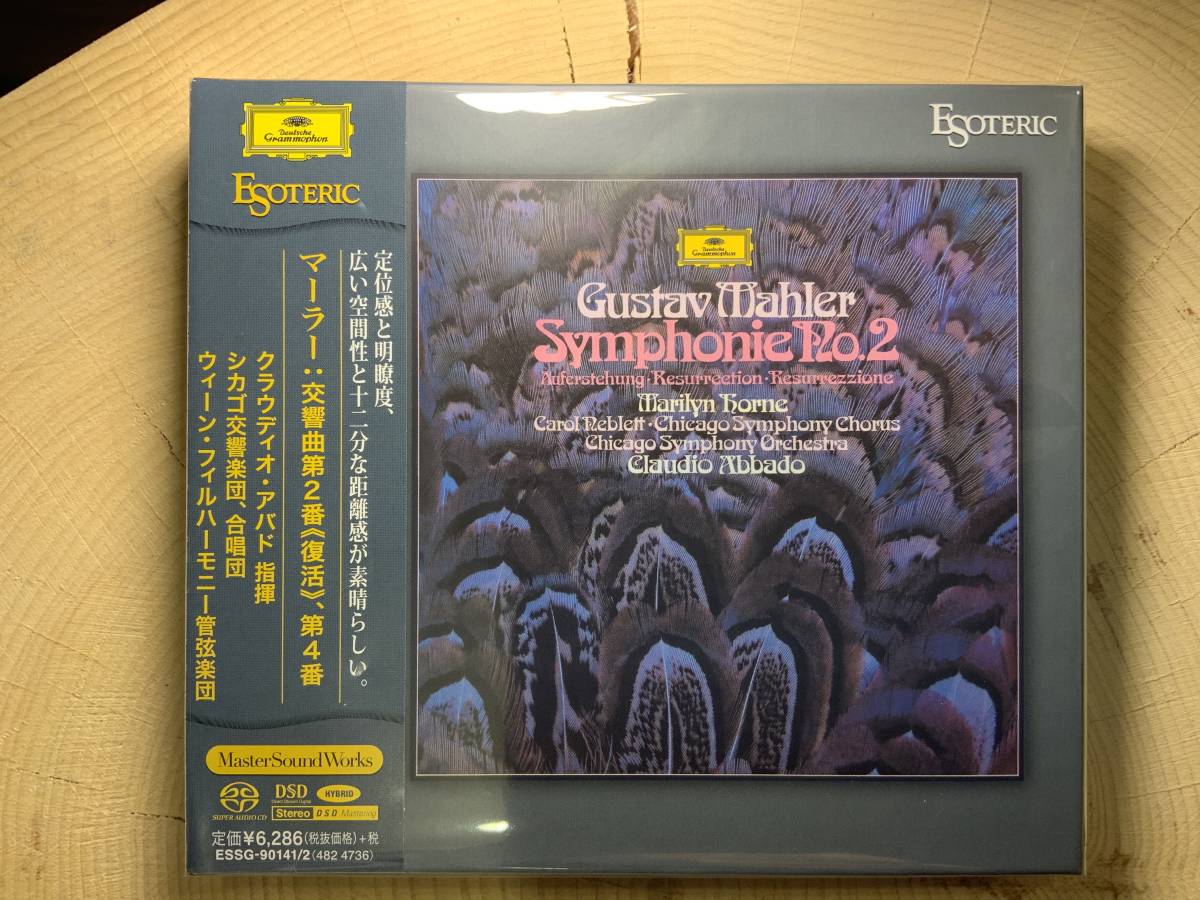 Deutsche
Grammophon
ESOTERIC
定位感と明瞭度、
広い空間性と十二分な距離感が素晴らしい。
マーラー：交響曲第2番《復活》、第4番
クラウディオ・アバド 指揮
シカゴ交響楽団、合唱団
ウィーン・フィルハーモニー管弦楽団
MasterSoundWorks
SUPER AUDIO CD
DSD
Direct Stream Digital
HYBRID
Stereo DSD Mastering
定価¥6,286(税抜価格)+税
ESSG-90141/2(482 4736)
ESOTERIC
Deutsche
Grammophon
Gustav Mahler
Symphonie No.2
Auferstehung·Resurrection·Resurrezzione
Marilyn Horne
Carol Neblett·Chicago Symphony Chorus
Chicago Symphony Orchestra
Claudio Abbado